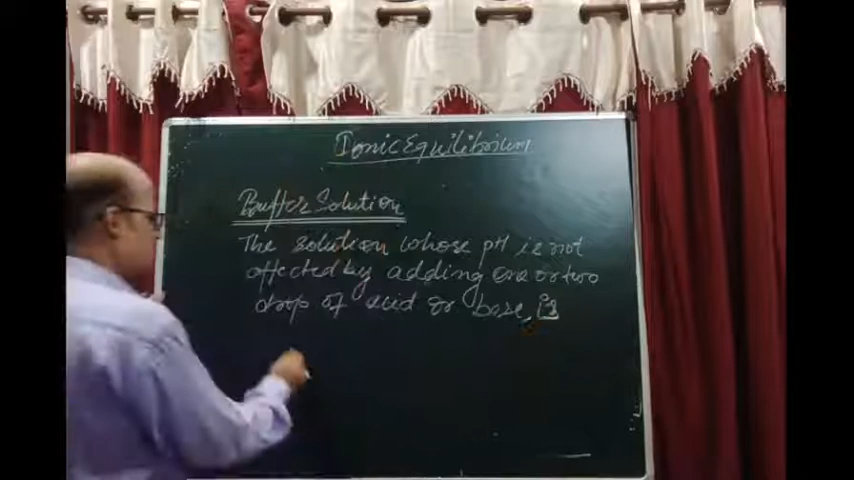 Ionic Equilibrium
Buffer Solution
The solution whose pH is not
affected by adding one or two
drop of acid or base, is